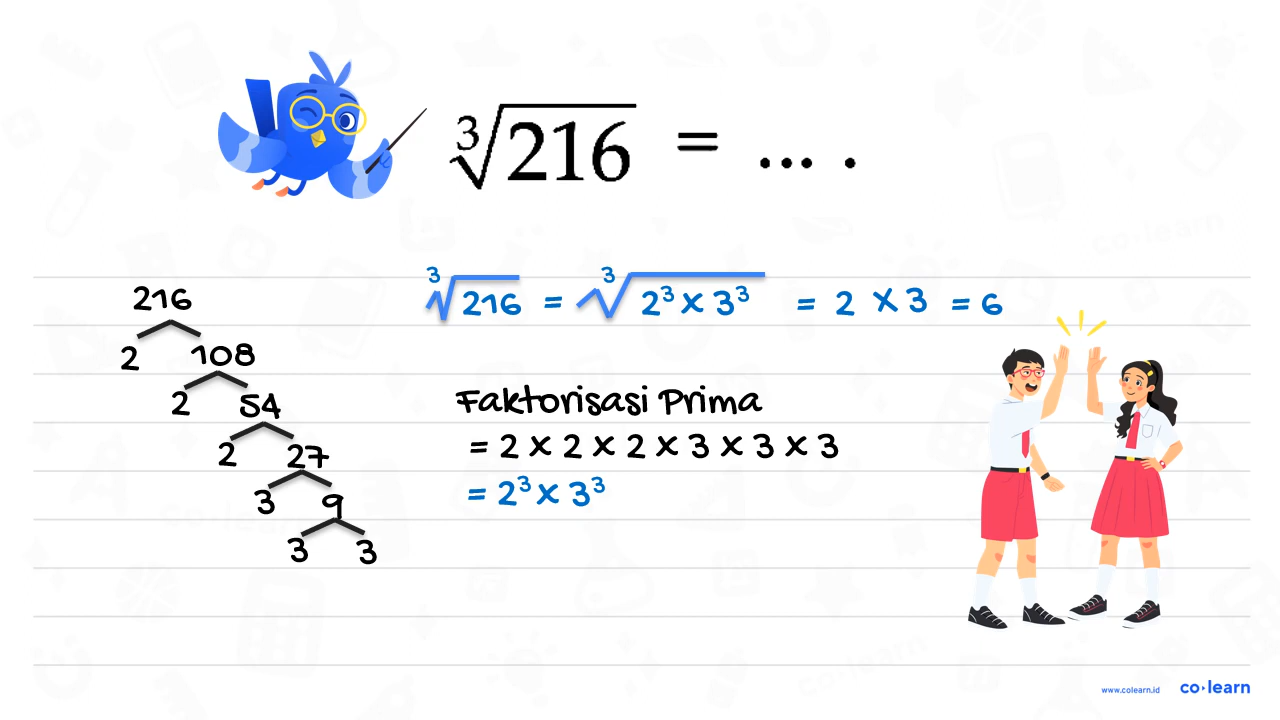 ∛216 = ... .
216
2 108
2 54
2 27
3 9
3 3
∛216 = ∛(2³ x 3³) = 2 x 3 = 6
Faktorisasi Prima
= 2 x 2 x 2 x 3 x 3 x 3
= 2³ x 3³
www.colearn.id co·learn